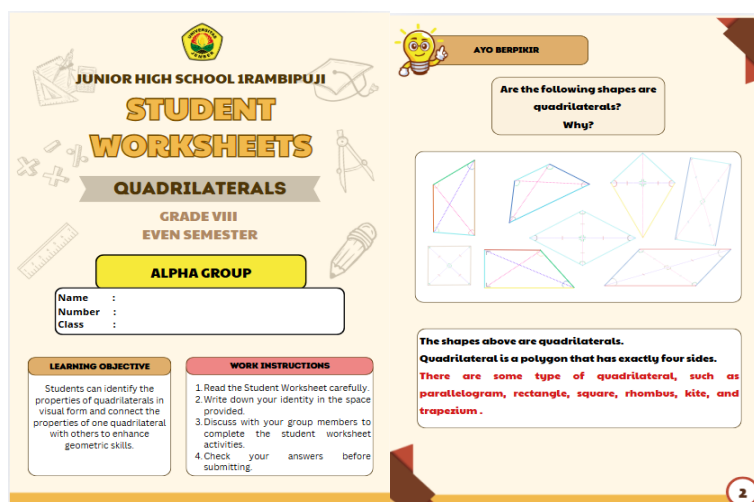 UNIVERSITAS
JEMBER
JUNIOR HIGH SCHOOL 1RAMBIPUJI
STUDENT
WORKSHEETS
QUADRILATERALS
GRADE VIII
EVEN SEMESTER
ALPHA GROUP
Name :
Number :
Class :
LEARNING OBJECTIVE
Students can identify the
properties of quadrilaterals in
visual form and connect the
properties of one quadrilateral
with others to enhance
geometric skills.
WORK INSTRUCTIONS
1. Read the Student Worksheet carefully.
2. Write down your identity in the space
provided.
3. Discuss with your group members to
complete the student worksheet
activities.
4. Check your answers before
submitting.
AYO BERPIKIR
Are the following shapes are
quadrilaterals?
Why?
The shapes above are quadrilaterals.
Quadrilateral is a polygon that has exactly four sides.
There are some type of quadrilateral, such as
parallelogram, rectangle, square, rhombus, kite, and
trapezium .
2